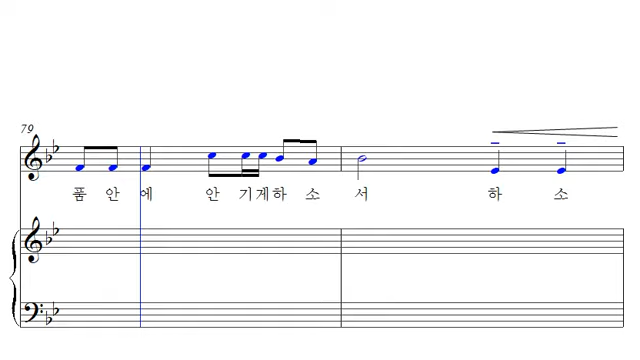 79
품 안 에 안 기 게 하 소 서 하 소